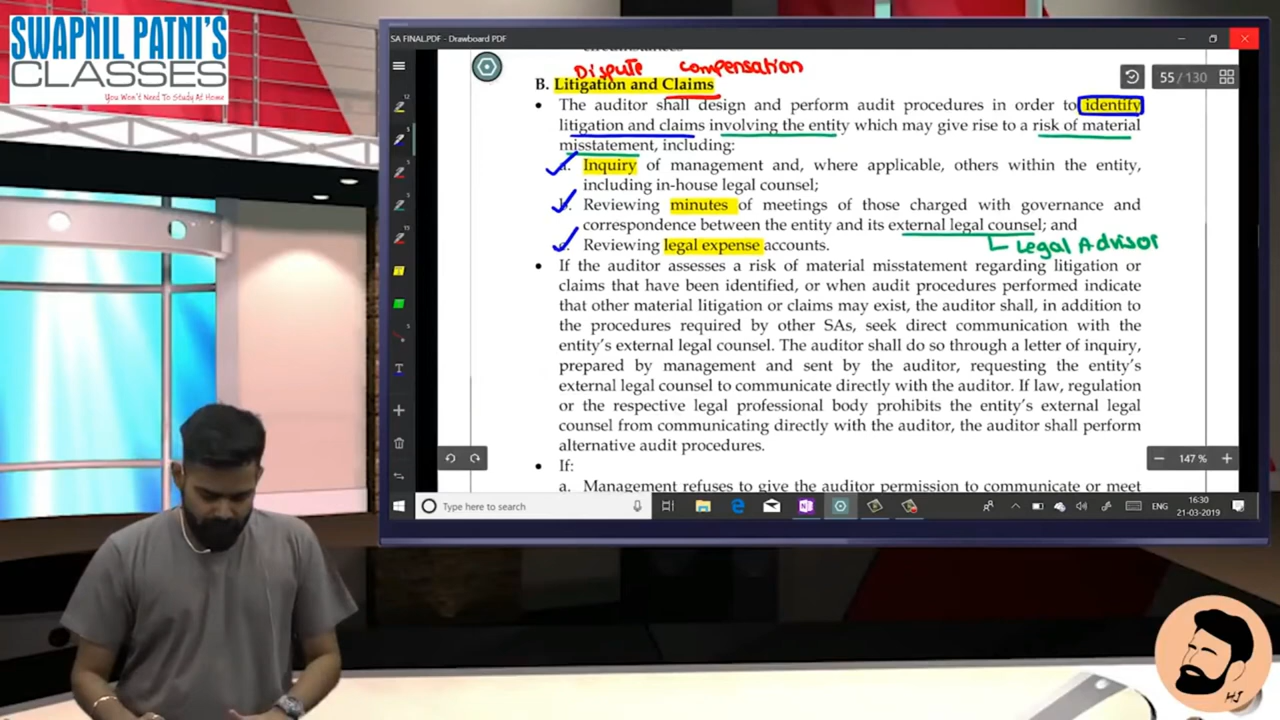 SWAPNIL PATNI'S
CLASSES
You Won't Need To Study At Home
SA FINAL.PDF - Drawboard PDF
Dispute compensation
B. Litigation and Claims
55 / 130
• The auditor shall design and perform audit procedures in order to identify
litigation and claims involving the entity which may give rise to a risk of material
misstatement, including:
a. Inquiry of management and, where applicable, others within the entity,
including in-house legal counsel;
b. Reviewing minutes of meetings of those charged with governance and
correspondence between the entity and its external legal counsel; and
Legal Advisor
c. Reviewing legal expense accounts.
• If the auditor assesses a risk of material misstatement regarding litigation or
claims that have been identified, or when audit procedures performed indicate
that other material litigation or claims may exist, the auditor shall, in addition to
the procedures required by other SAs, seek direct communication with the
entity's external legal counsel. The auditor shall do so through a letter of inquiry,
prepared by management and sent by the auditor, requesting the entity's
external legal counsel to communicate directly with the auditor. If law, regulation
or the respective legal professional body prohibits the entity's external legal
counsel from communicating directly with the auditor, the auditor shall perform
alternative audit procedures.
• If:
147 %
a. Management refuses to give the auditor permission to communicate or meet
Type here to search
ENG
16:30
21-03-2019
HJ